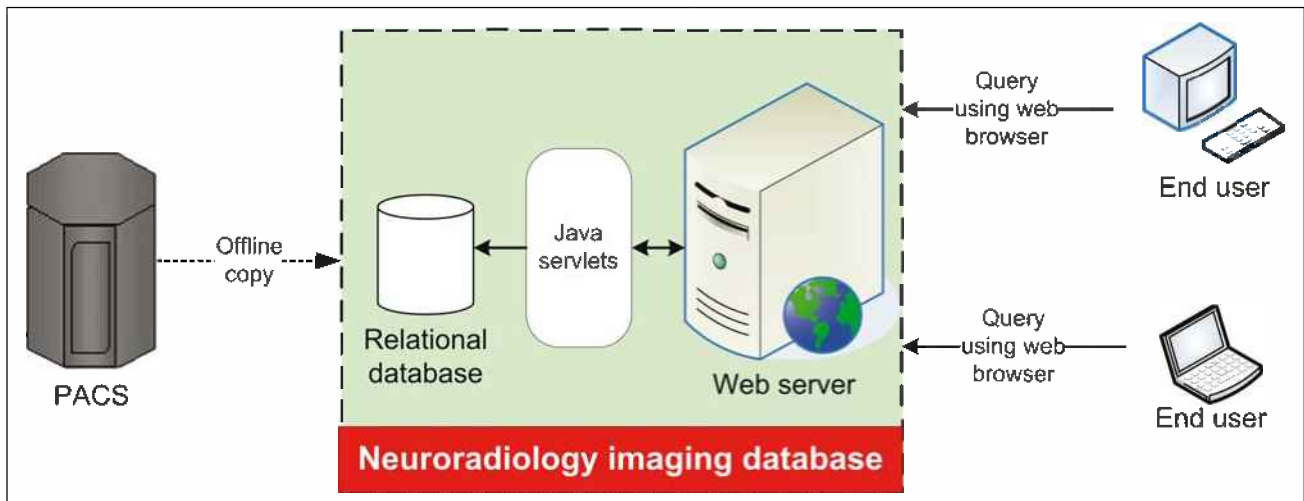 PACS
Offline
copy
Relational
database
Java
servlets
Web server
Neuroradiology imaging database
Query
using web
browser
End user
Query
using web
browser
End user